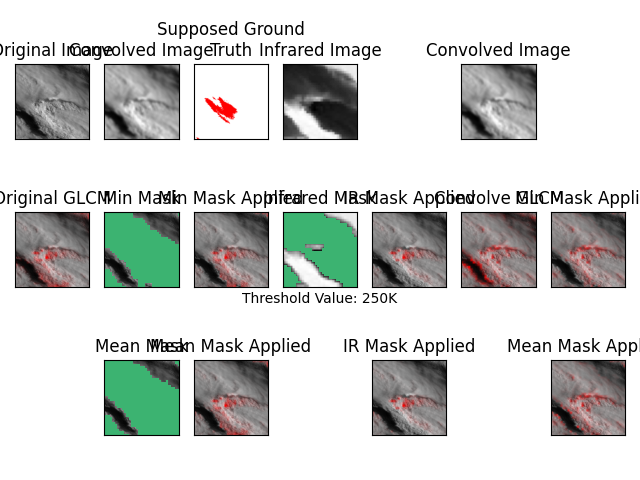 Supposed Ground
Original Image Convolved Image Truth Infrared Image Convolved Image
Original GLCM Min Mask Min Mask Applied Infrared Mask IR Mask Applied Convolve GLCM Min Mask Appli
Threshold Value: 250K
Mean Mask Mean Mask Applied IR Mask Applied Mean Mask Appl